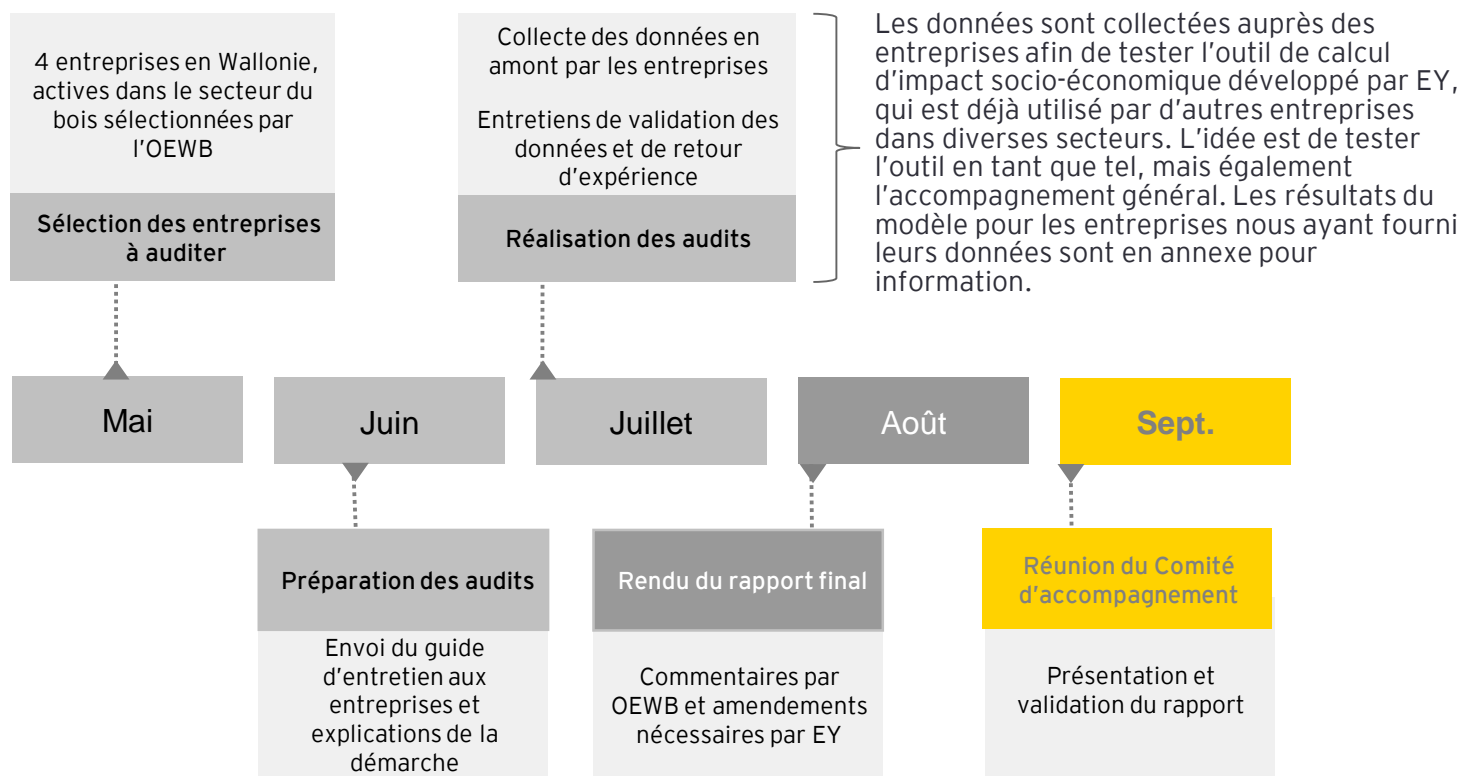 4 entreprises en Wallonie,
actives dans le secteur du
bois sélectionnées par
l'OEWB
Sélection des entreprises
à auditer
Collecte des données en
amont par les entreprises
Entretiens de validation des
données et de retour
d'expérience
Réalisation des audits
Les données sont collectées auprès des
entreprises afin de tester l'outil de calcul
d'impact socio-économique développé par EY,
qui est déjà utilisé par d'autres entreprises
dans diverses secteurs. L'idée est de tester
l'outil en tant que tel, mais également
l'accompagnement général. Les résultats du
modèle pour les entreprises nous ayant fourni
leurs données sont en annexe pour
information.
Mai
Juin
Juillet
Août
Sept.
Préparation des audits
Envoi du guide
d'entretien aux
entreprises et
explications de la
démarche
Rendu du rapport final
Commentaires par
OEWB et amendements
nécessaires par EY
Réunion du Comité
d'accompagnement
Présentation et
validation du rapport